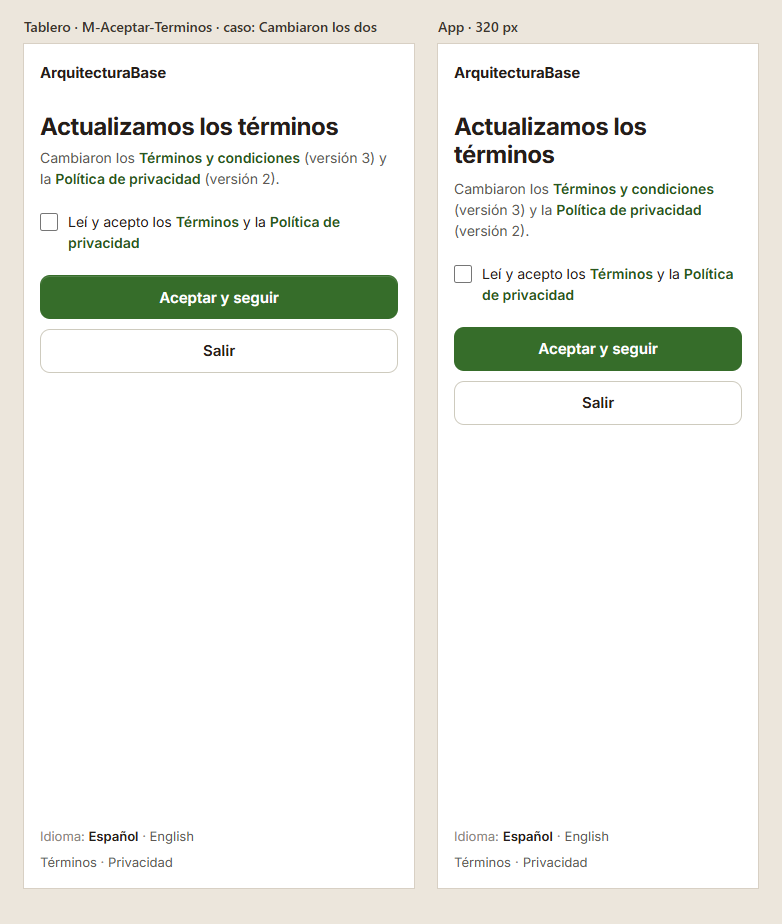 Tablero · M-Aceptar-Terminos · caso: Cambiaron los dos
ArquitecturaBase
Actualizamos los términos
Cambiaron los Términos y condiciones (versión 3) y
la Política de privacidad (versión 2).
Leí y acepto los Términos y la Política de
privacidad
Aceptar y seguir
Salir
Idioma: Español · English
Términos · Privacidad
App · 320 px
ArquitecturaBase
Actualizamos los
términos
Cambiaron los Términos y condiciones
(versión 3) y la Política de privacidad
(versión 2).
Leí y acepto los Términos y la Política
de privacidad
Aceptar y seguir
Salir
Idioma: Español · English
Términos · Privacidad